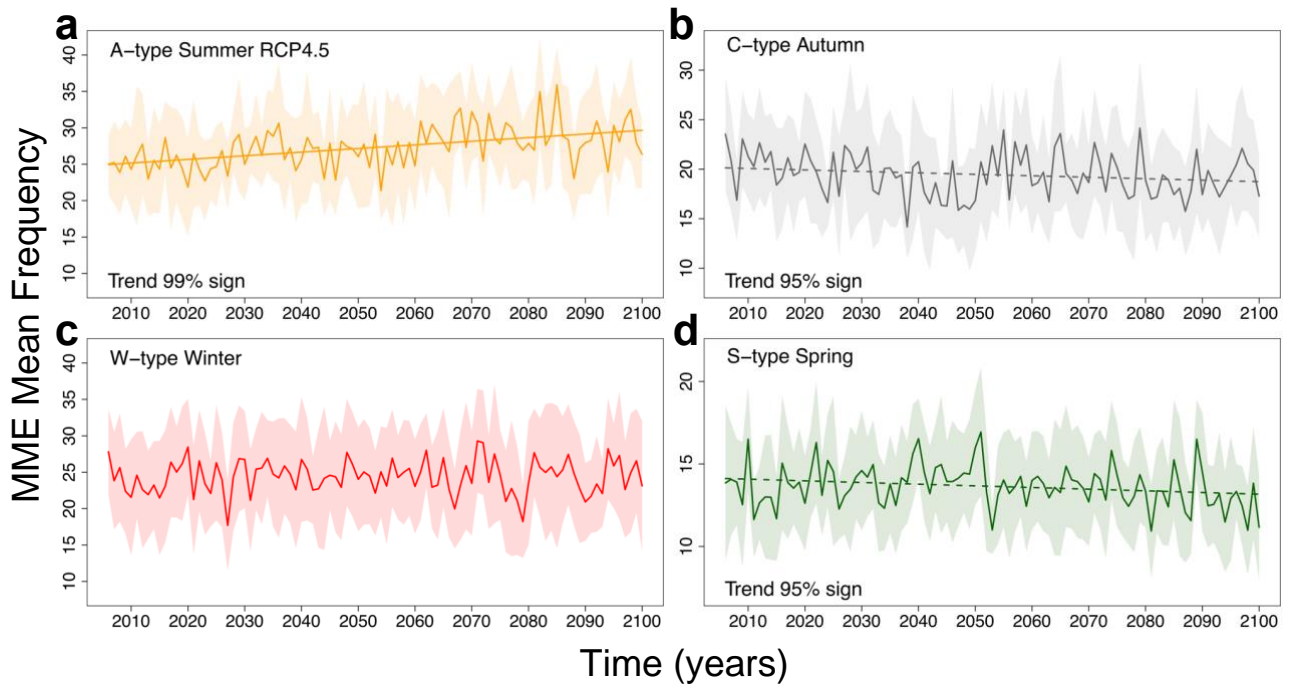 MME Mean Frequency
a
A−type Summer RCP4.5
40
35
30
25
20
15
10
Trend 99% sign
2010 2020 2030 2040 2050 2060 2070 2080 2090 2100
b
C−type Autumn
30
25
20
15
10
Trend 95% sign
2010 2020 2030 2040 2050 2060 2070 2080 2090 2100
c
W−type Winter
40
35
30
25
20
15
10
2010 2020 2030 2040 2050 2060 2070 2080 2090 2100
d
S−type Spring
20
15
10
Trend 95% sign
2010 2020 2030 2040 2050 2060 2070 2080 2090 2100
Time (years)